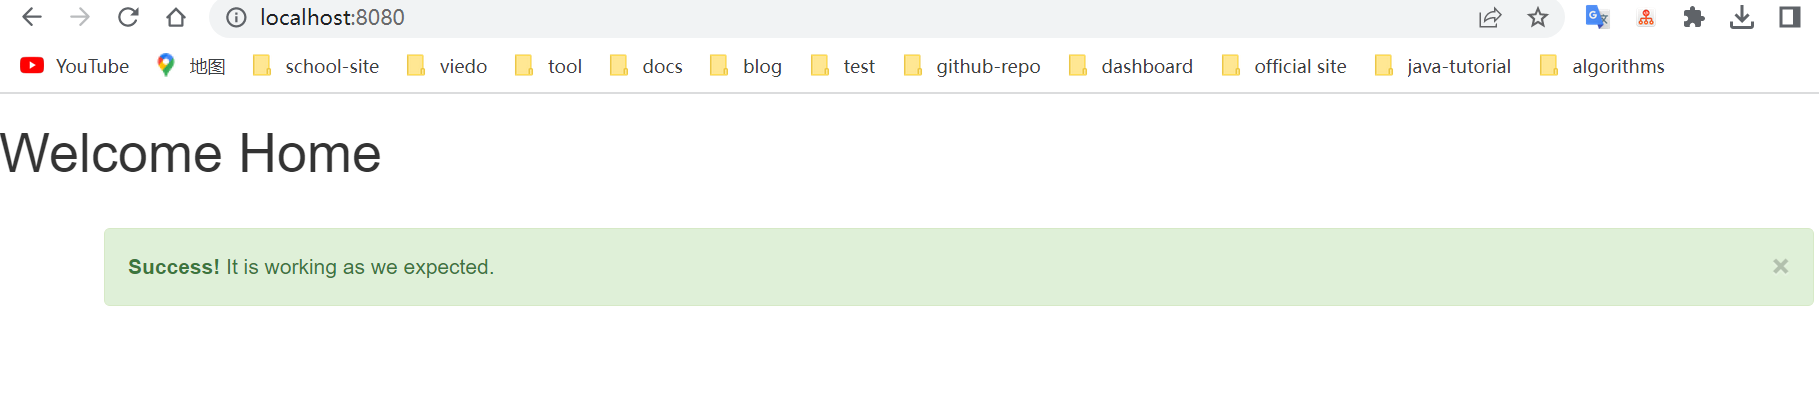 localhost:8080
YouTube 地图 school-site viedo tool docs blog test github-repo dashboard official site java-tutorial algorithms
Welcome Home
Success! It is working as we expected.
×